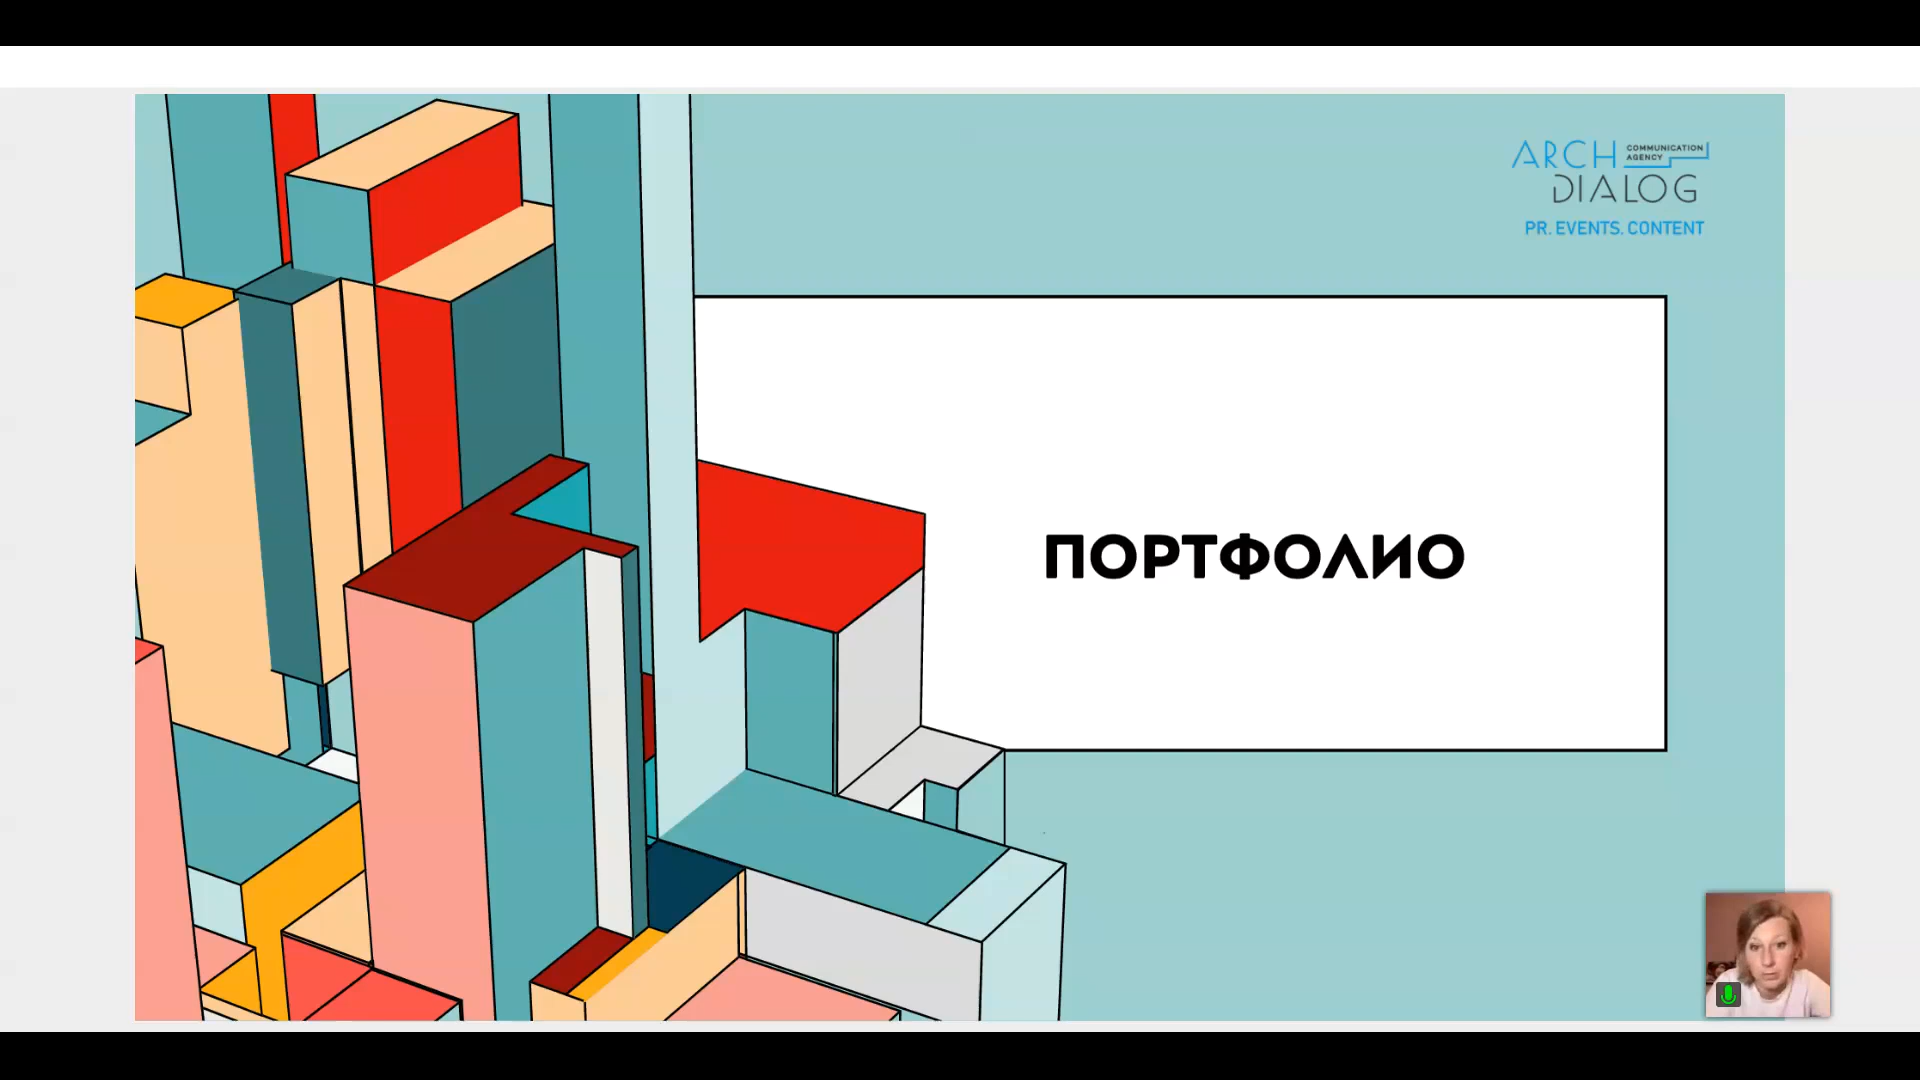 ARCH COMMUNICATION
AGENCY
DIALOG
PR. EVENTS. CONTENT
ПОРТФОЛИО